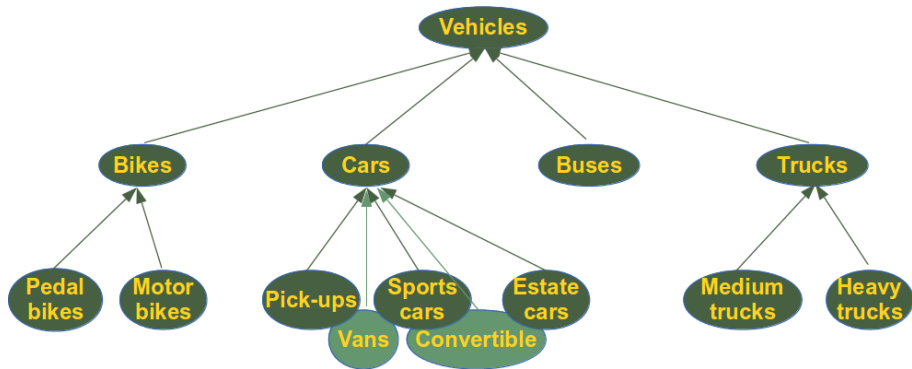 Vehicles
Bikes
Cars
Buses
Trucks
Pedal
bikes
Motor
bikes
Pick-ups
Sports
cars
Estate
cars
Medium
trucks
Heavy
trucks
Vans
Convertible